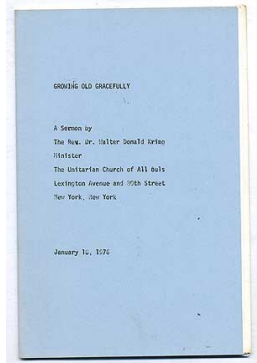 GROWING OLD GRACEFULLY
A Sermon by
The Rev. Dr. Walter Donald Kring
Minister
The Unitarian Church of All Souls
Lexington Avenue and 80th Street
New York, New York
January 18, 1976